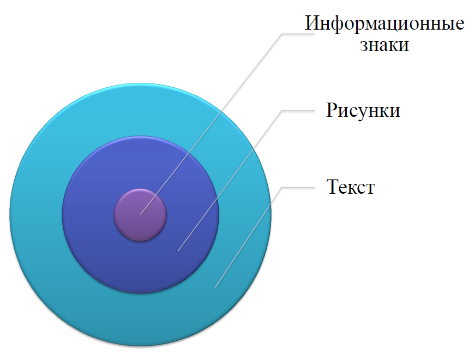 Информационные
знаки
Рисунки
Текст